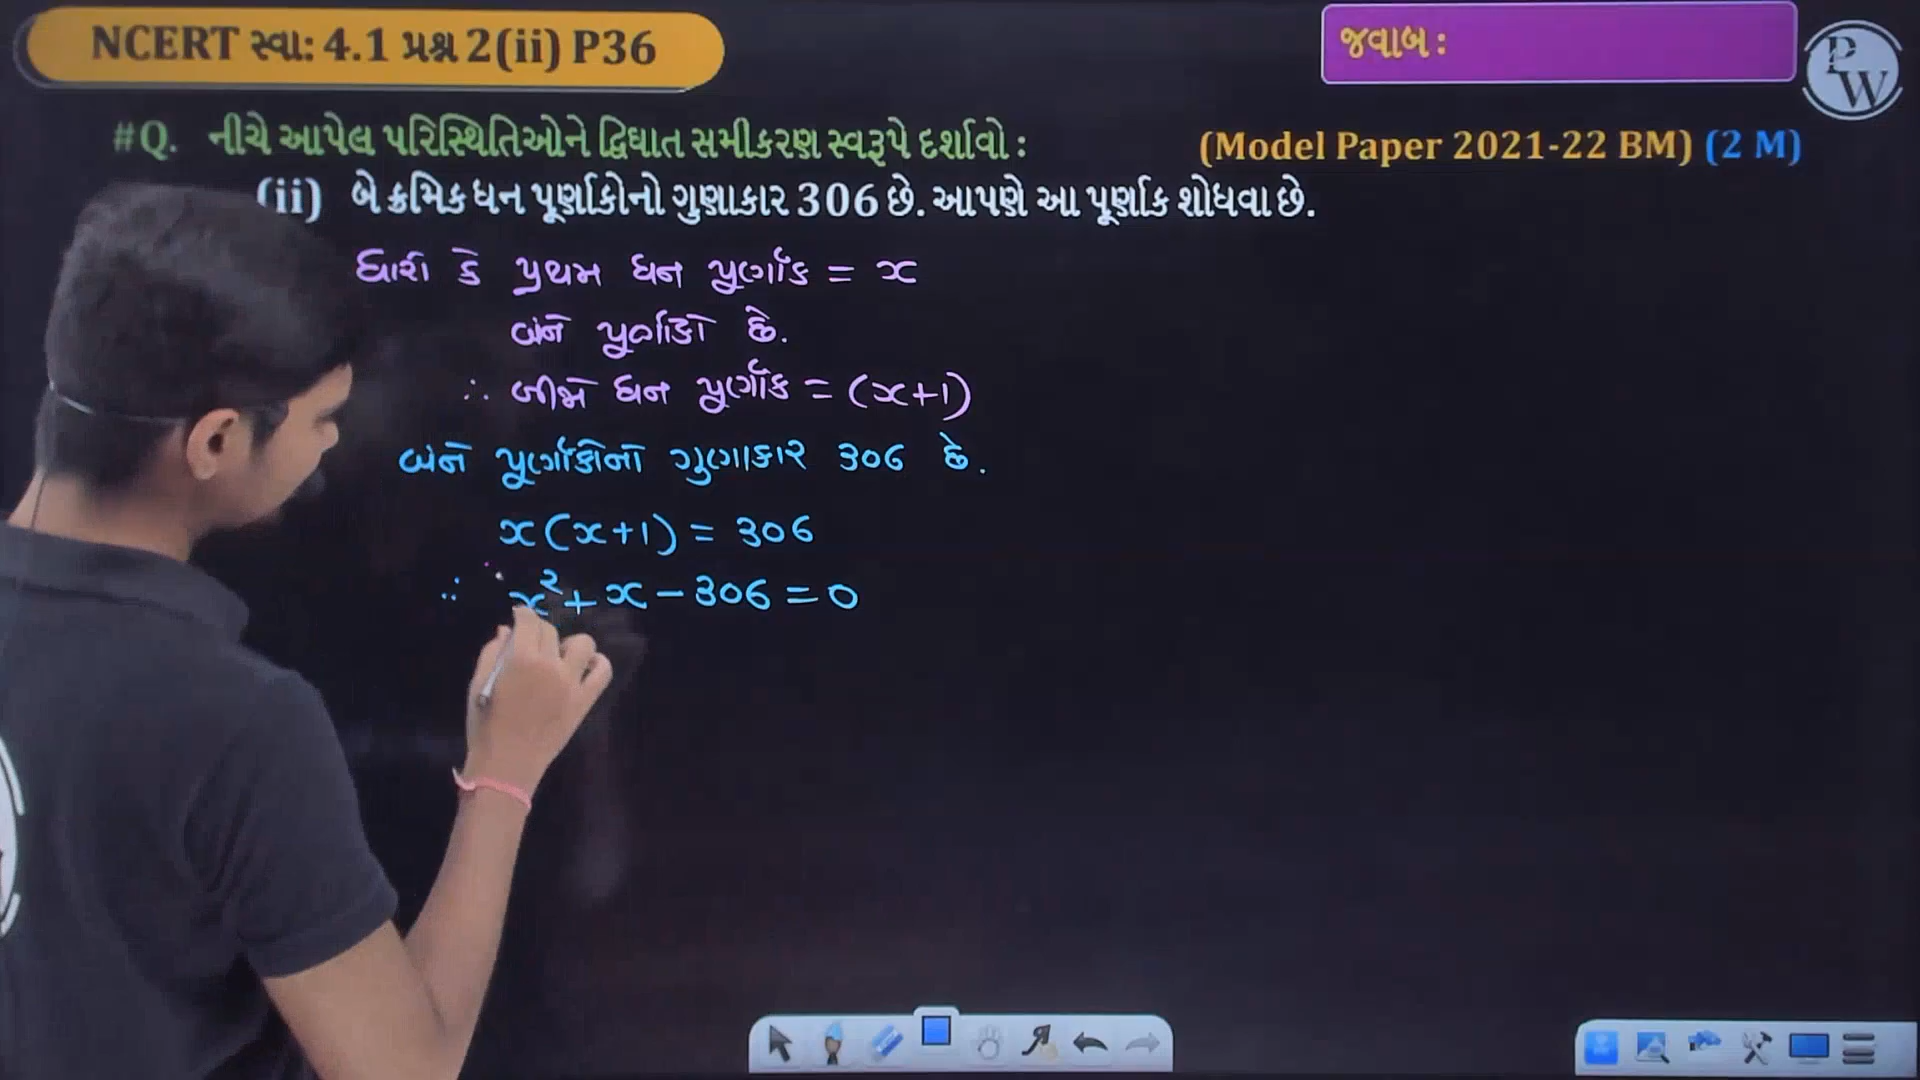 NCERT સ્વા: 4.1 પ્રશ્ન 2(ii) P36
જવાબ :
PW
#Q. નીચે આપેલ પરિસ્થિતિઓને દ્વિઘાત સમીકરણ સ્વરૂપે દર્શાવો :
(Model Paper 2021-22 BM) (2 M)
(ii) બે ક્રમિક ધન પૂર્ણાંકોનો ગુણાકાર 306 છે. આપણે આ પૂર્ણાંક શોધવા છે.
ધારો કે પ્રથમ ધન પૂર્ણાંક = x
બંને પૂર્ણાંકો છે.
∴ બીજો ધન પૂર્ણાંક = (x+1)
બંને પૂર્ણાંકોનો ગુણાકાર 306 છે.
x(x+1) = 306
∴ x² + x - 306 = 0